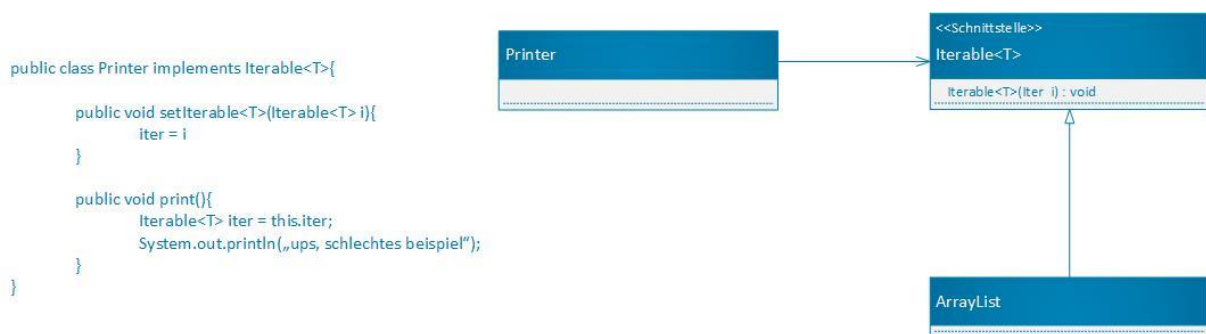 public class Printer implements Iterable<T>{
public void setIterable<T>(Iterable<T> i){
iter = i
}
public void print(){
Iterable<T> iter = this.iter;
System.out.println(„ups, schlechtes beispiel“);
}
}
Printer
<<Schnittstelle>>
Iterable<T>
Iterable<T>(Iter i) : void
ArrayList